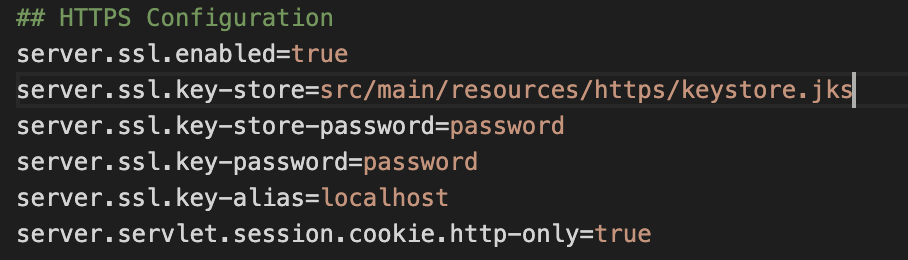 ## HTTPS Configuration
server.ssl.enabled=true
server.ssl.key-store=src/main/resources/https/keystore.jks
server.ssl.key-store-password=password
server.ssl.key-password=password
server.ssl.key-alias=localhost
server.servlet.session.cookie.http-only=true